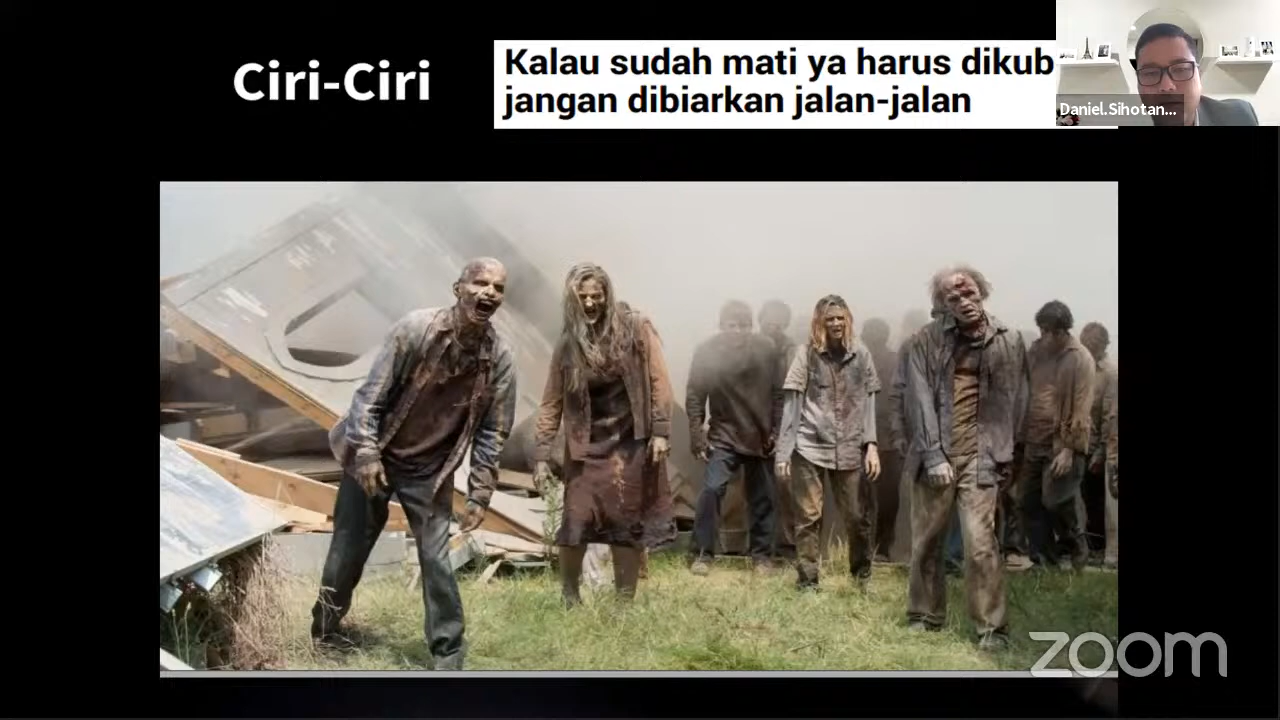 Ciri-Ciri
Kalau sudah mati ya harus dikub
jangan dibiarkan jalan-jalan
Daniel.Sihotan...
zoom